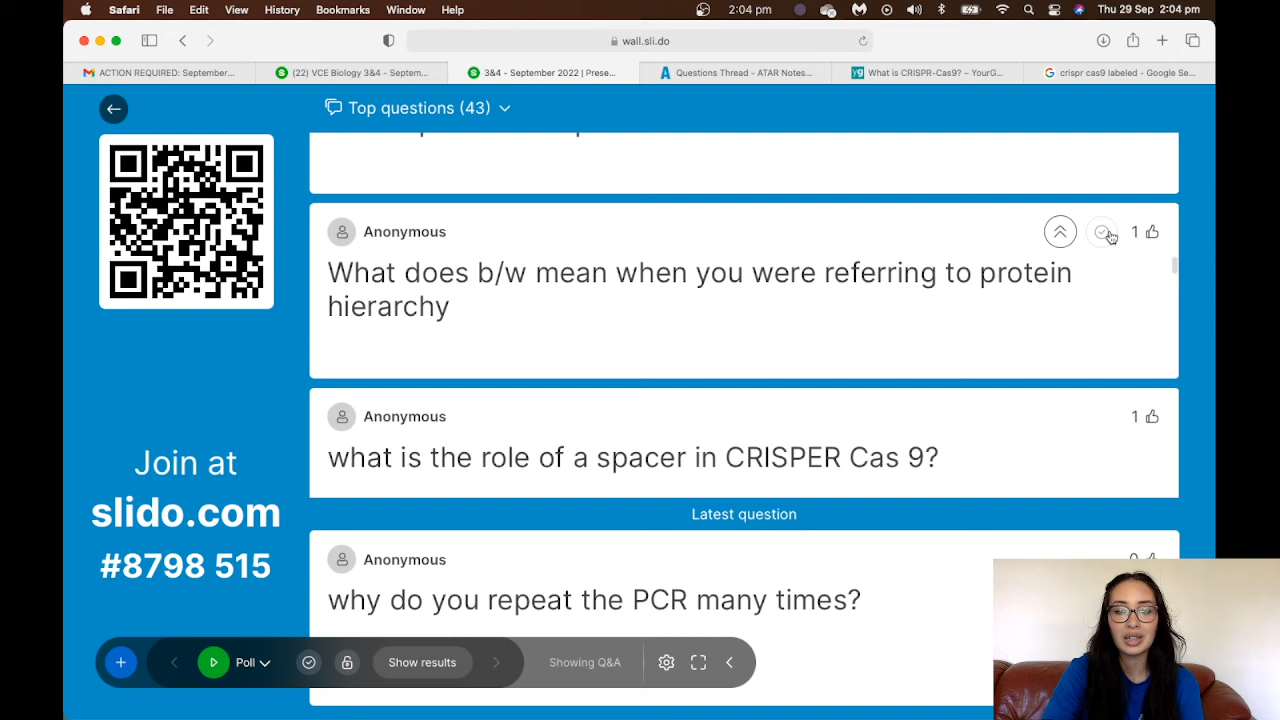 Safari File Edit View History Bookmarks Window Help 2:04 pm Thu 29 Sep 2:04 pm
wall.sli.do
ACTION REQUIRED: September... (22) VCE Biology 3&4 - Septem... 3&4 - September 2022 | Prese... Questions Thread - ATAR Notes... What is CRISPR-Cas9? – YourG... crispr cas9 labeled - Google Se...
Top questions (43)
Anonymous 1
What does b/w mean when you were referring to protein
hierarchy
Anonymous 1
what is the role of a spacer in CRISPER Cas 9?
Join at
slido.com
#8798 515
Latest question
Anonymous
why do you repeat the PCR many times?
Poll Show results Showing Q&A